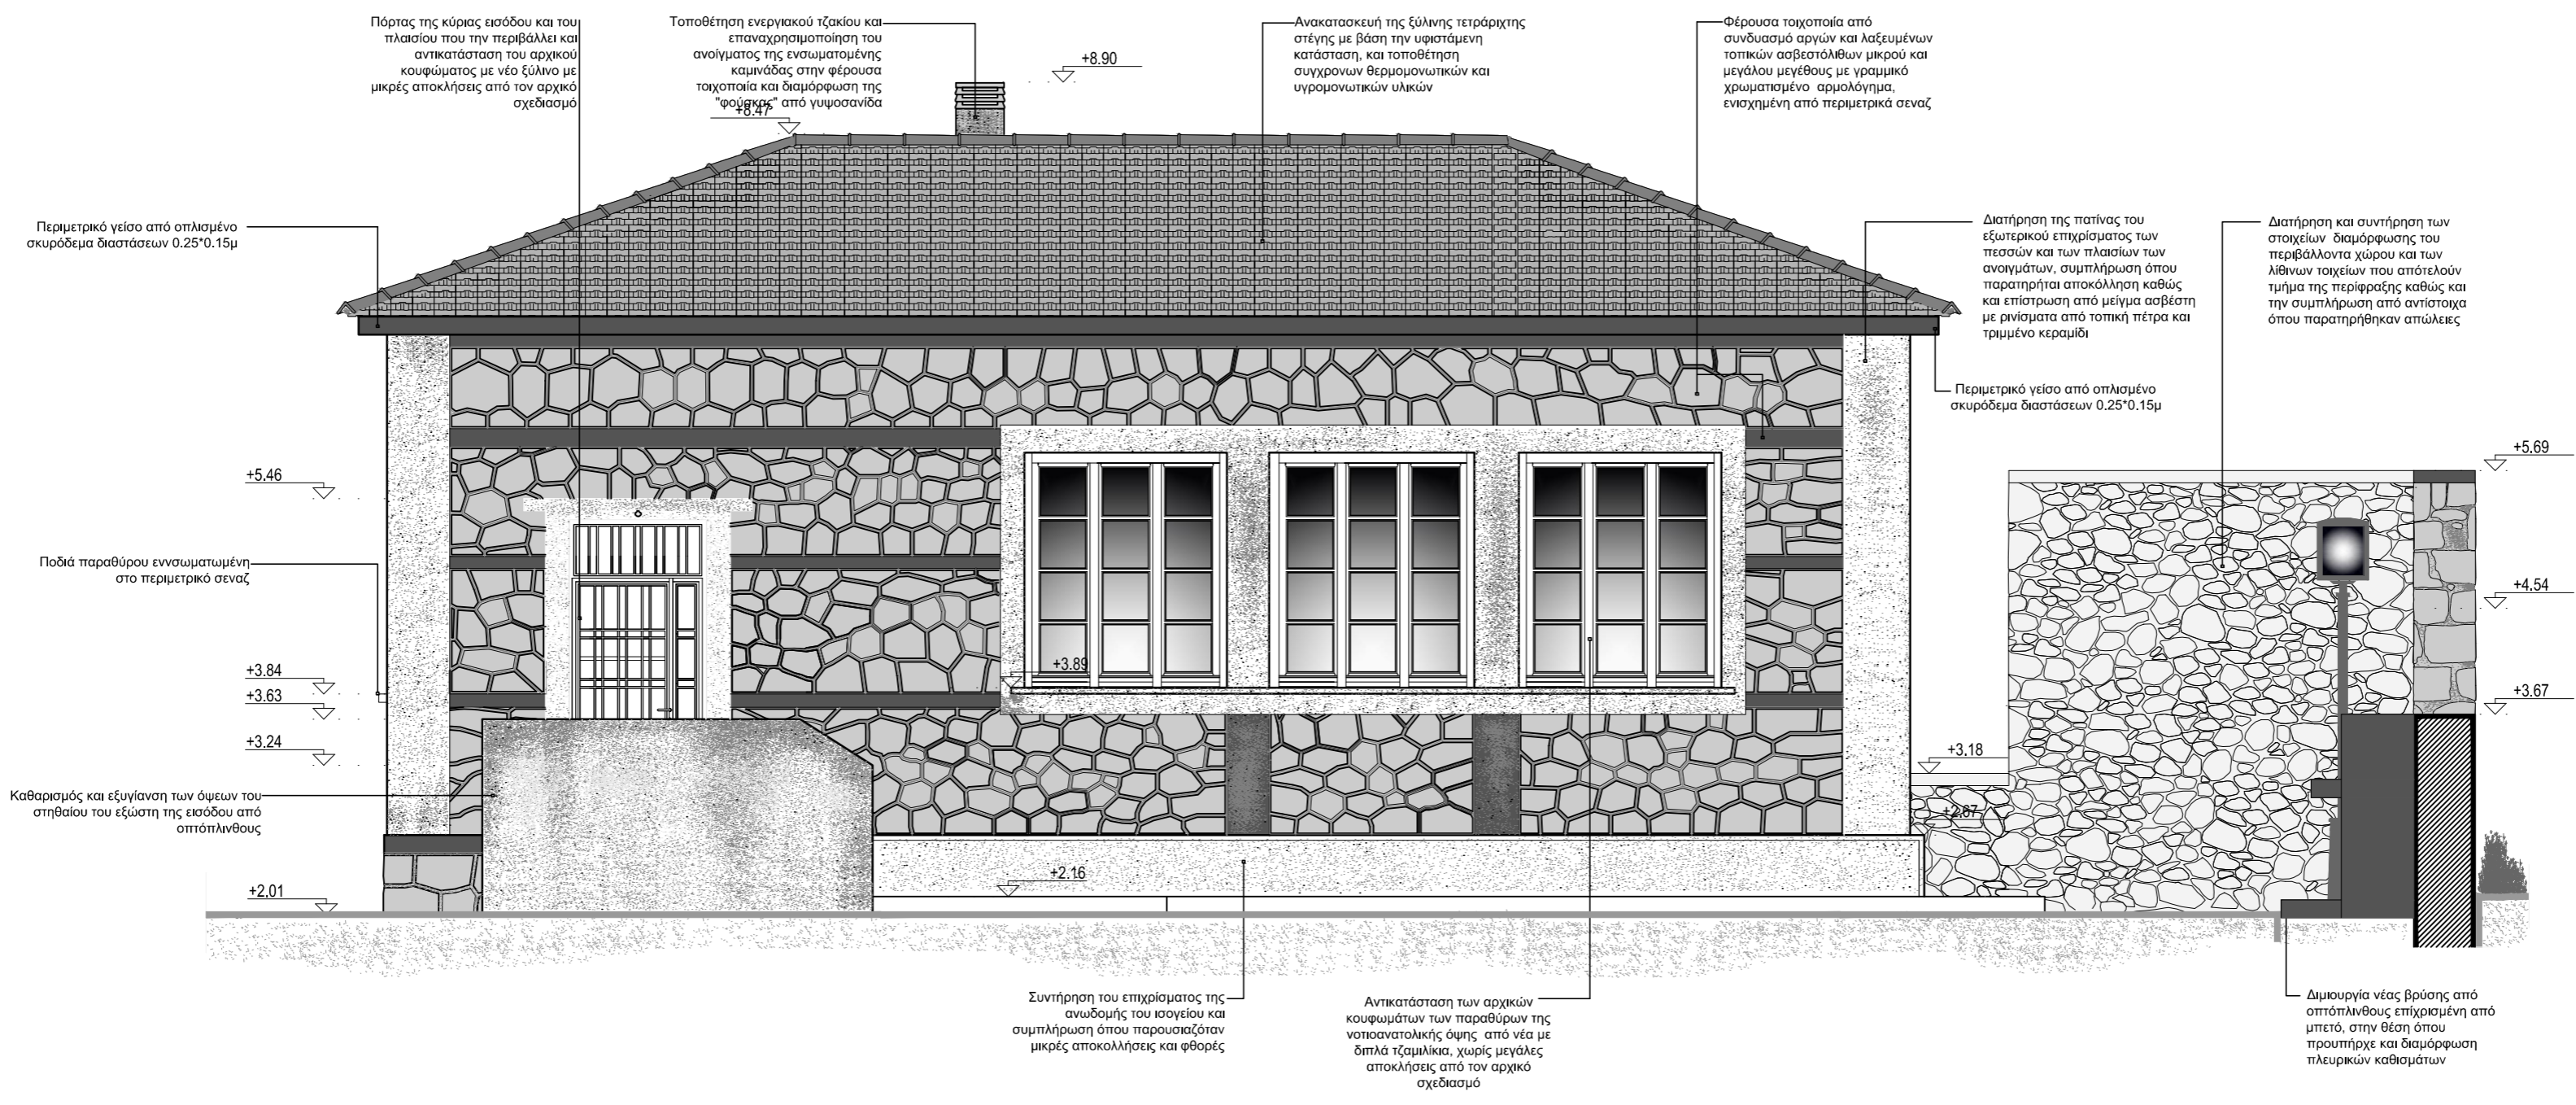 Πόρτας της κύριας εισόδου και του
πλαισίου που την περιβάλλει και
αντικατάσταση του αρχικού
κουφώματος με νέο ξύλινο με
μικρές αποκλήσεις από τον αρχικό
σχεδιασμό
Τοποθέτηση ενεργιακού τζακίου και
επαναχρησιμοποίηση του
ανοίγματος της ενσωματομένης
καμινάδας στην φέρουσα
τοιχοποιία και διαμόρφωση της
"φούσκας" από γυψοσανίδα
+8.47
+8.90
Ανακατασκευή της ξύλινης τετράριχτης
στέγης με βάση την υφιστάμενη
κατάσταση, και τοποθέτηση
συγχρονων θερμομονωτικών και
υγρομονωτικών υλικών
Φέρουσα τοιχοποιία από
συνδυασμό αργών και λαξευμένων
τοπικών ασβεστόλιθων μικρού και
μεγάλου μεγέθους με γραμμικό
χρωματισμένο αρμολόγημα,
ενισχημένη από περιμετρικά σεναζ
Περιμετρικό γείσο από οπλισμένο
σκυρόδεμα διαστάσεων 0.25*0.15μ
Διατήρηση της πατίνας του
εξωτερικού επιχρίσματος των
πεσσών και των πλαισίων των
ανοιγμάτων, συμπλήρωση όπου
παρατηρήται αποκόλληση καθώς
και επίστρωση από μείγμα ασβέστη
με ρινίσματα από τοπική πέτρα και
τριμμένο κεραμίδι
Διατήρηση και συντήρηση των
στοιχείων διαμόρφωσης του
περιβάλλοντα χώρου και των
λίθινων τοιχείων που απότελούν
τμήμα της περίφραξης καθώς και
την συμπλήρωση από αντίστοιχα
όπου παρατηρήθηκαν απώλειες
Περιμετρικό γείσο από οπλισμένο
σκυρόδεμα διαστάσεων 0.25*0.15μ
+5.46
+5.69
Ποδιά παραθύρου εννσωματωμένη
στο περιμετρικό σεναζ
+4.54
+3.84
+3.63
+3.89
+3.67
+3.24
+3.18
Καθαρισμός και εξυγίανση των όψεων του
στηθαίου του εξώστη της εισόδου από
οπτόπλινθους
+2.67
+2.01
+2.16
Συντήρηση του επιχρίσματος της
ανωδομής του ισογείου και
συμπλήρωση όπου παρουσιαζόταν
μικρές αποκολλήσεις και φθορές
Αντικατάσταση των αρχικών
κουφωμάτων των παραθύρων της
νοτιοανατολικής όψης από νέα με
διπλά τζαμιλίκια, χωρίς μεγάλες
αποκλήσεις από τον αρχικό
σχεδιασμό
Διμιουργία νέας βρύσης από
οπτόπλινθους επίχρισμένη από
μπετό, στην θέση όπου
προυπήρχε και διαμόρφωση
πλευρικών καθισμάτων